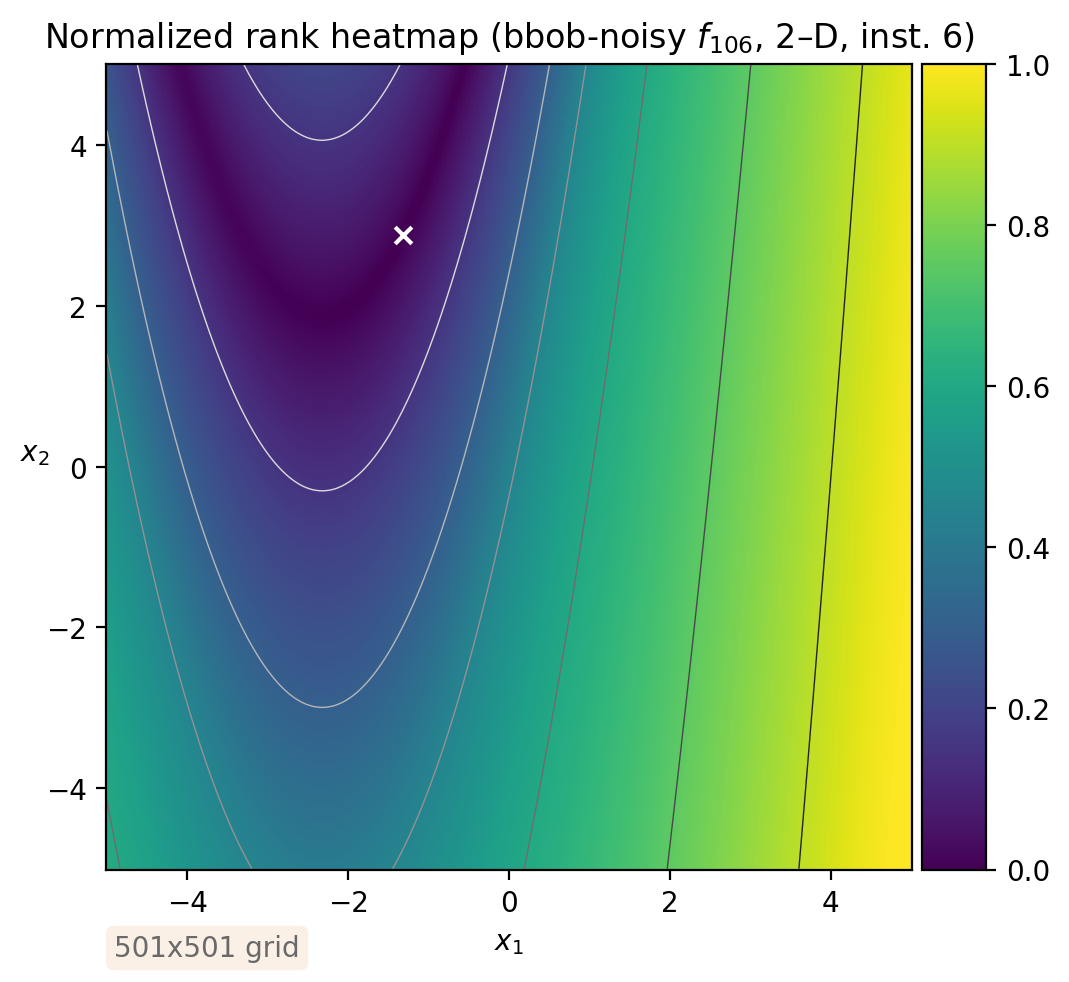 Normalized rank heatmap (bbob-noisy f₁₀₆, 2–D, inst. 6)
1.0
4
0.8
2
0.6
x₂
0
0.4
−2
0.2
−4
0.0
−4 −2 0 2 4
x₁
501x501 grid